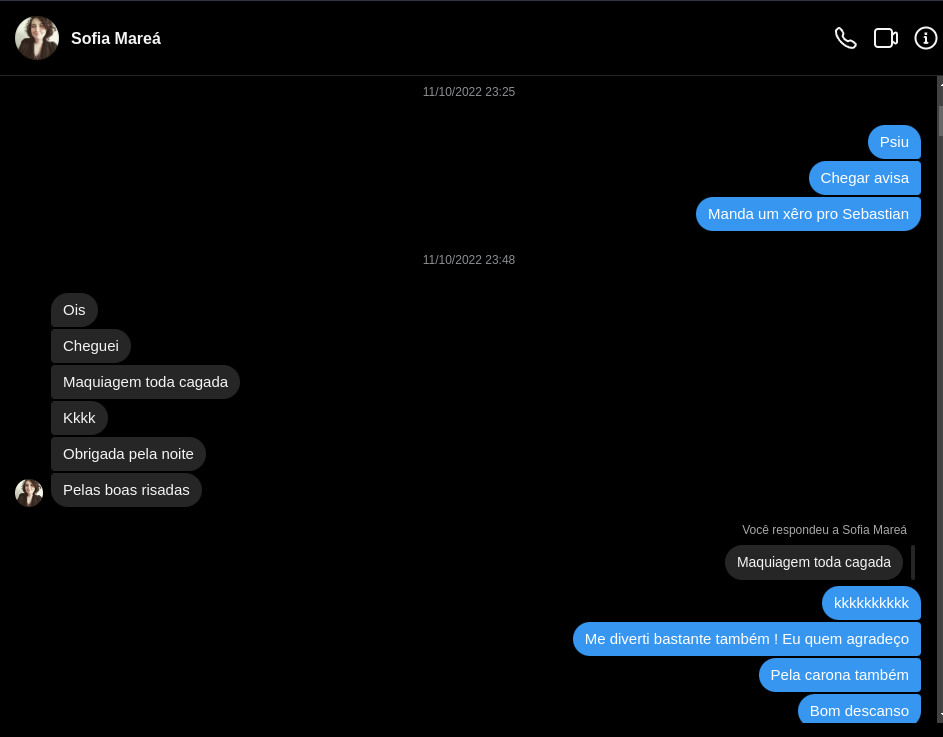 Sofia Mareá
11/10/2022 23:25
Psiu
Chegar avisa
Manda um xêro pro Sebastian
11/10/2022 23:48
Ois
Cheguei
Maquiagem toda cagada
Kkkk
Obrigada pela noite
Pelas boas risadas
Você respondeu a Sofia Mareá
Maquiagem toda cagada
kkkkkkkkkk
Me diverti bastante também ! Eu quem agradeço
Pela carona também
Bom descanso